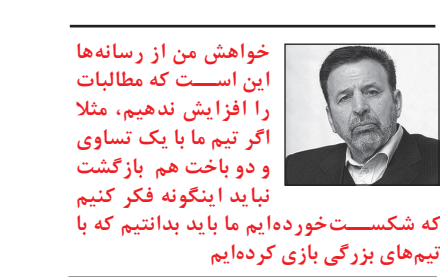 خواهش من از رسانه‌ها
این است که مطالبات
را افزایش ندهیم، مثلا
اگر تیم ما با یک تساوی
و دو باخت هم بازگشت
نباید اینگونه فکر کنیم
که شکست‌خورده‌ایم ما باید بدانتیم که با
تیم‌های بزرگی بازی کرده‌ایم